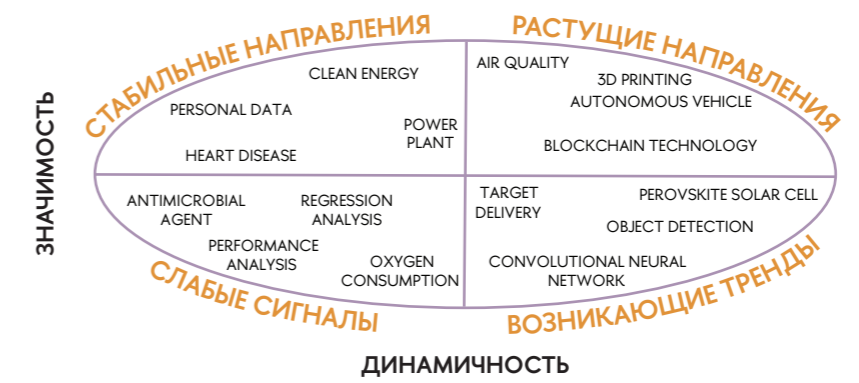 СТАБИЛЬНЫЕ НАПРАВЛЕНИЯ
РАСТУЩИЕ НАПРАВЛЕНИЯ
ЗНАЧИМОСТЬ
CLEAN ENERGY
PERSONAL DATA
POWER
PLANT
HEART DISEASE
AIR QUALITY
3D PRINTING
AUTONOMOUS VEHICLE
BLOCKCHAIN TECHNOLOGY
ANTIMICROBIAL
AGENT
REGRESSION
ANALYSIS
PERFORMANCE
ANALYSIS
OXYGEN
CONSUMPTION
TARGET
DELIVERY
PEROVSKITE SOLAR CELL
OBJECT DETECTION
CONVOLUTIONAL NEURAL
NETWORK
СЛАБЫЕ СИГНАЛЫ
ВОЗНИКАЮЩИЕ ТРЕНДЫ
ДИНАМИЧНОСТЬ